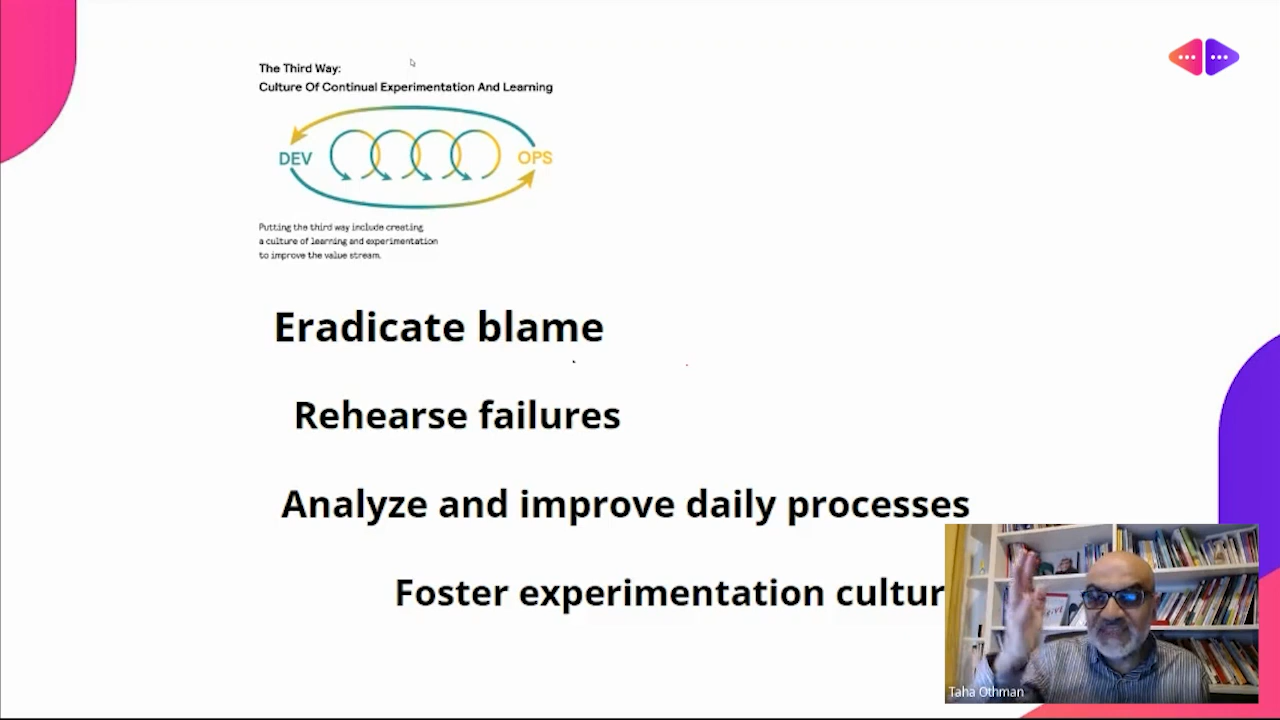 The Third Way:
Culture Of Continual Experimentation And Learning
DEV
OPS
Putting the third way include creating
a culture of learning and experimentation
to improve the value stream.
Eradicate blame
Rehearse failures
Analyze and improve daily processes
Foster experimentation cultur
Taha Othman